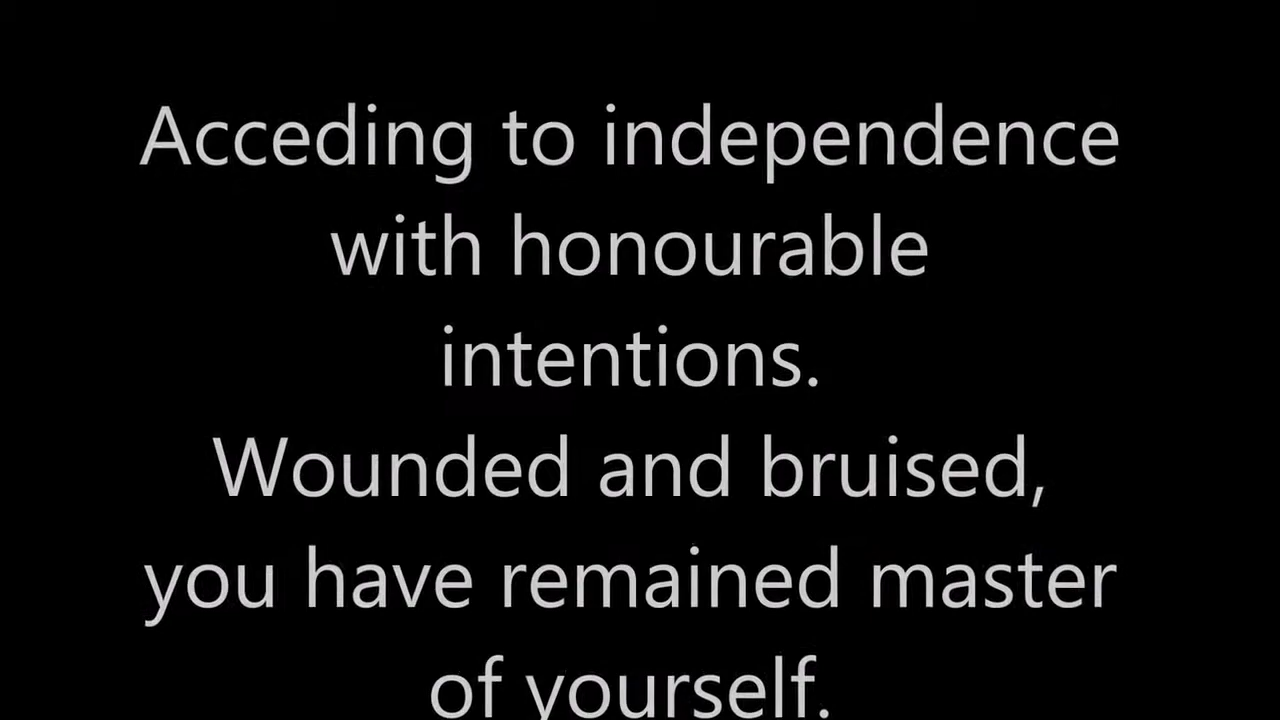 Acceding to independence
with honourable
intentions.
Wounded and bruised,
you have remained master
of yourself.